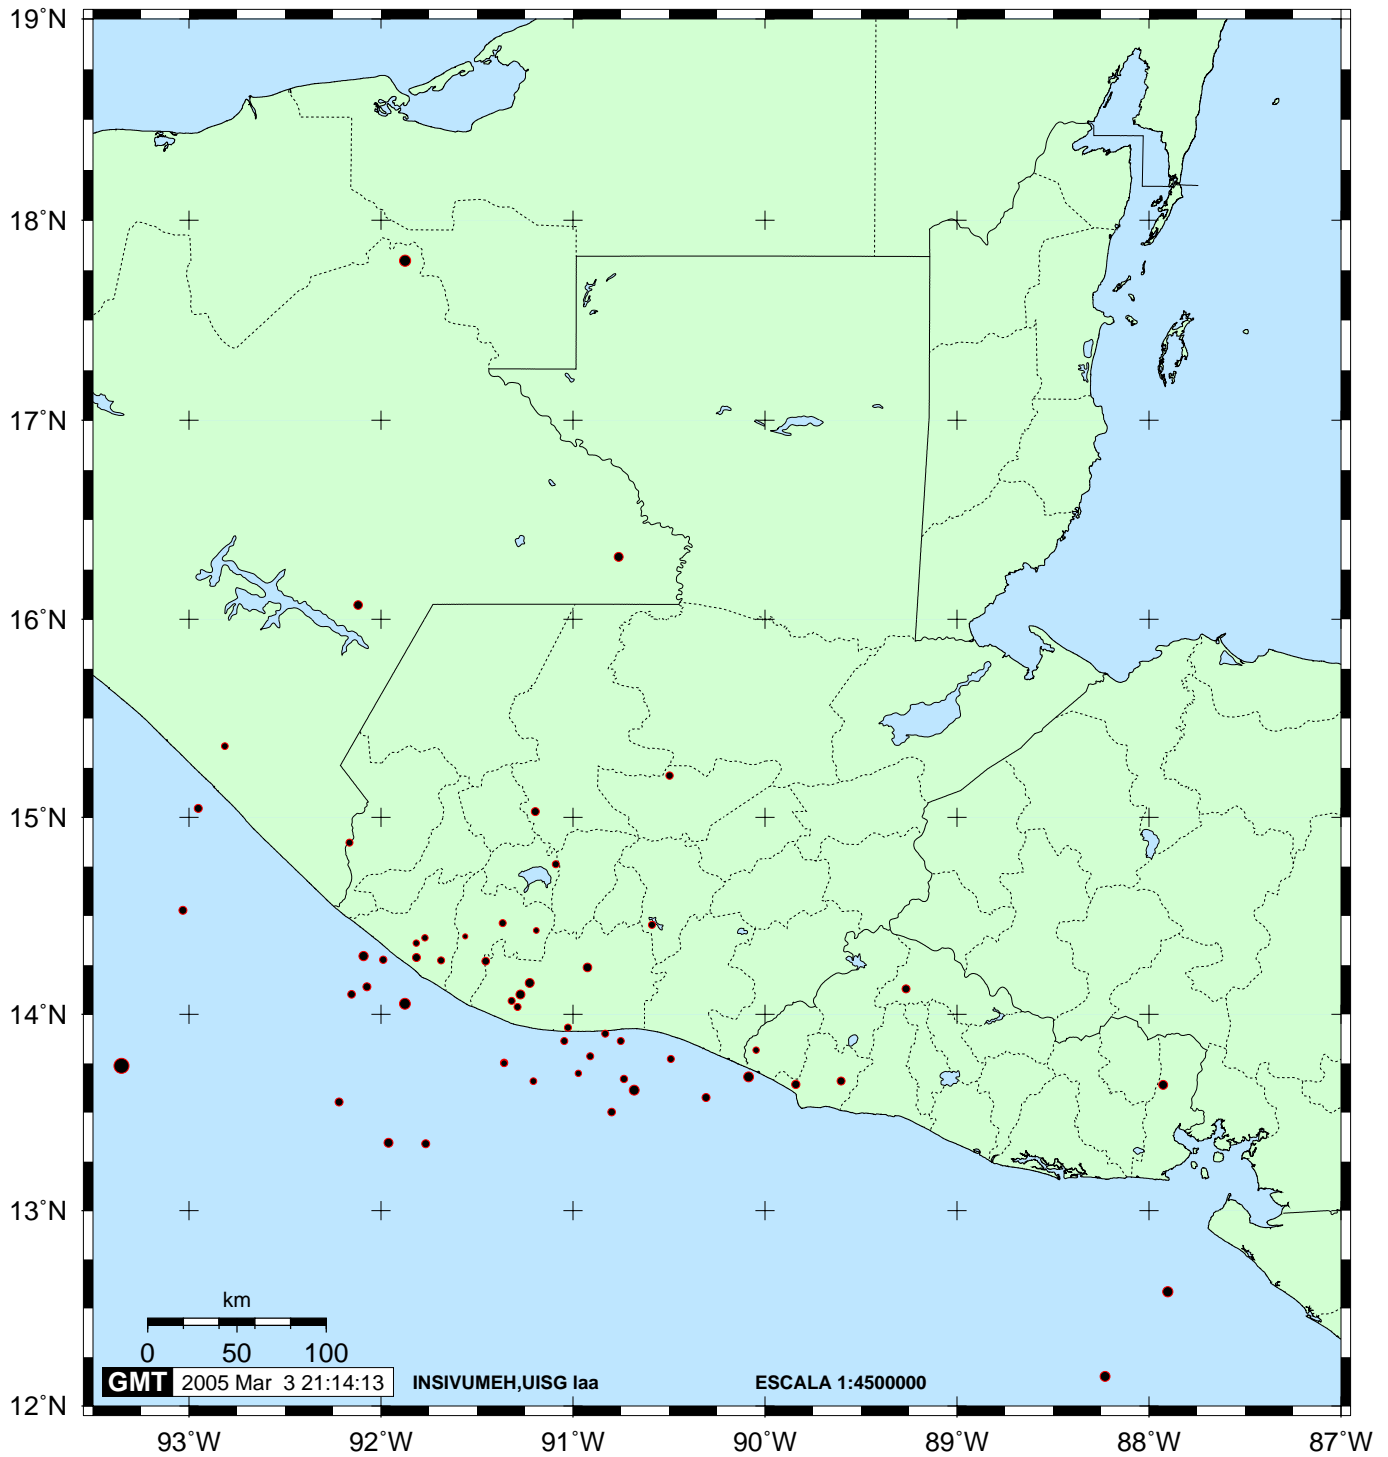 19°N
18°N
17°N
16°N
15°N
14°N
13°N
12°N
km
0 50 100
GMT 2005 Mar 3 21:14:13 INSIVUMEH,UISG laa ESCALA 1:4500000
93°W 92°W 91°W 90°W 89°W 88°W 87°W